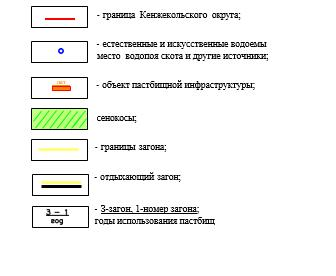 - граница Кенжекольского округа;
- естественные и искусственные водоемы
место водопоя скота и другие источники;
- объект пастбищной инфраструктуры;
сенокосы;
- границы загона;
- отдыхающий загон;
3 – 1
год
- 3-загон, 1-номер загона;
годы использования пастбищ